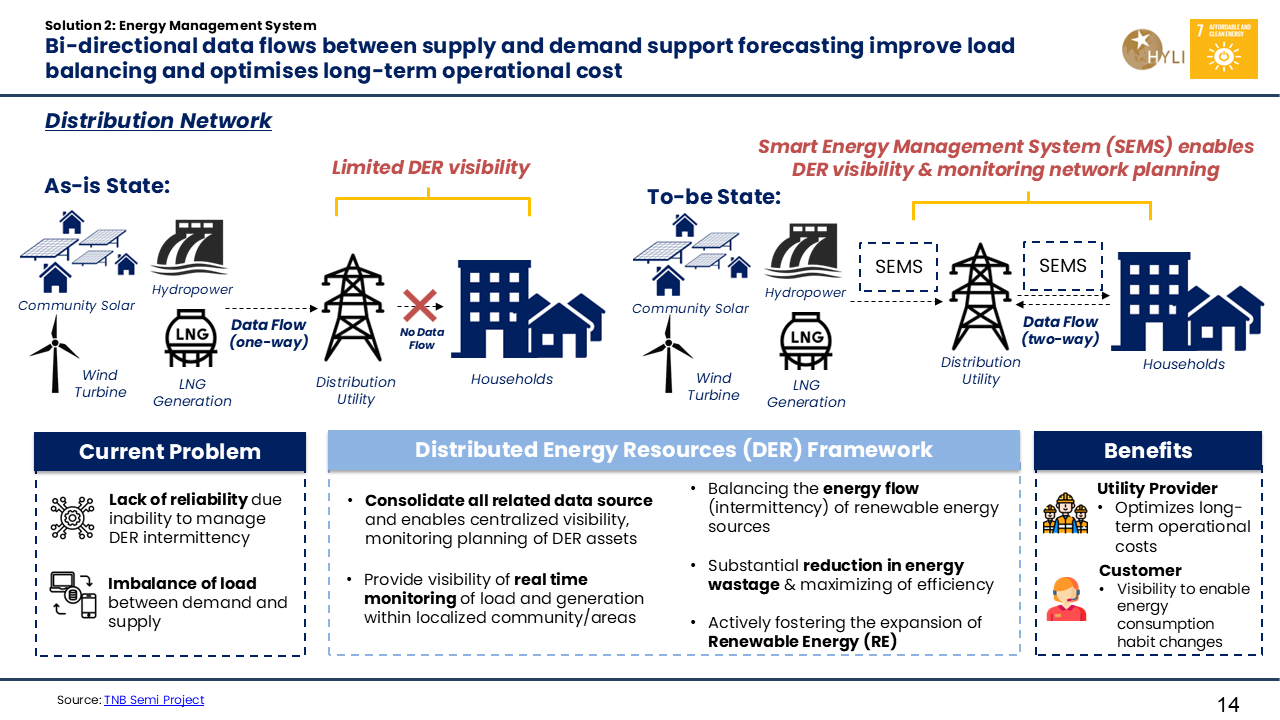 Solution 2: Energy Management System
Bi-directional data flows between supply and demand support forecasting improve load
balancing and optimises long-term operational cost
HYLI
7 AFFORDABLE AND
CLEAN ENERGY
Distribution Network
As-is State:
Limited DER visibility
Community Solar
Hydropower
Wind
Turbine
LNG
LNG
Generation
Data Flow
(one-way)
Distribution
Utility
No Data
Flow
Households
To-be State:
Smart Energy Management System (SEMS) enables
DER visibility & monitoring network planning
Community Solar
Hydropower
Wind
Turbine
LNG
LNG
Generation
SEMS
Distribution
Utility
SEMS
Data Flow
(two-way)
Households
Current Problem
Lack of reliability due
inability to manage
DER intermittency
Imbalance of load
between demand and
supply
Distributed Energy Resources (DER) Framework
• Consolidate all related data source
and enables centralized visibility,
monitoring planning of DER assets
• Provide visibility of real time
monitoring of load and generation
within localized community/areas
• Balancing the energy flow
(intermittency) of renewable energy
sources
• Substantial reduction in energy
wastage & maximizing of efficiency
• Actively fostering the expansion of
Renewable Energy (RE)
Benefits
Utility Provider
• Optimizes long-
term operational
costs
Customer
• Visibility to enable
energy
consumption
habit changes
Source: TNB Semi Project
14